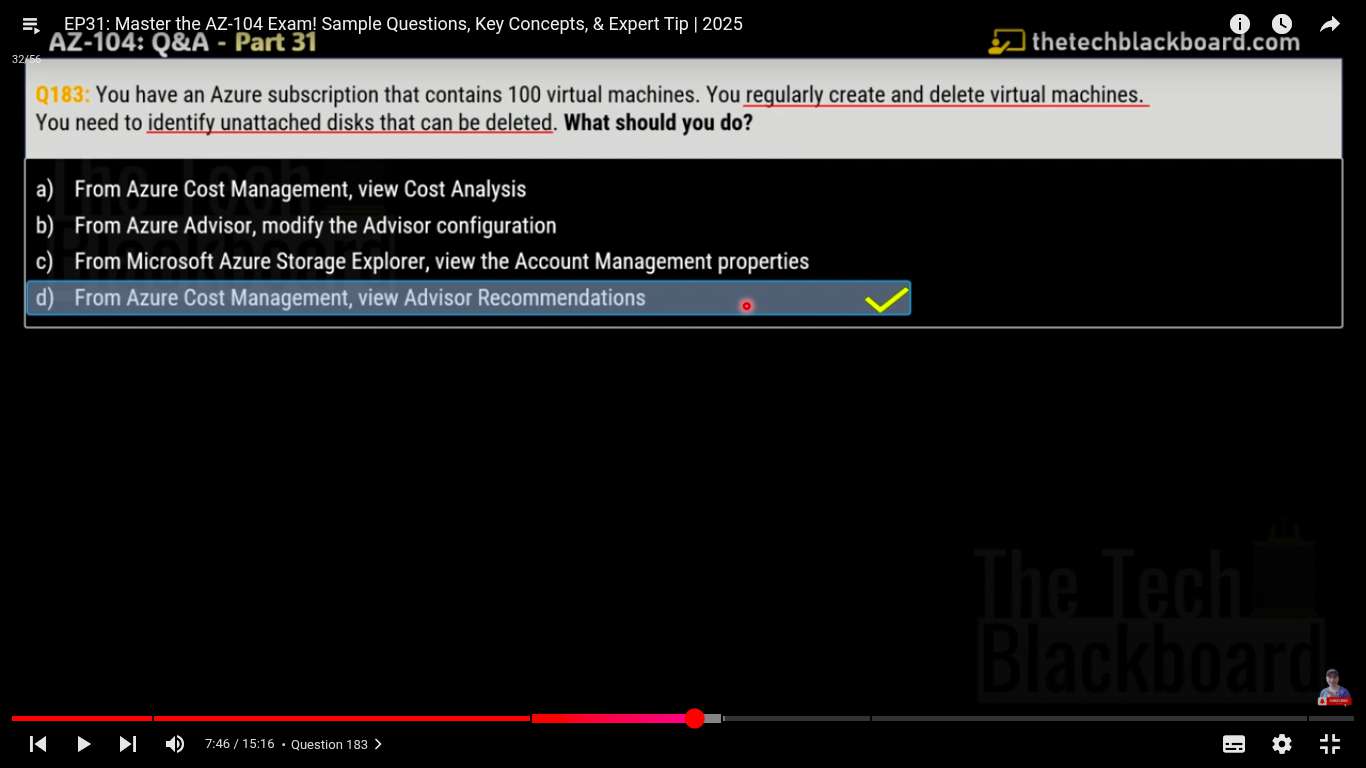 EP31: Master the AZ-104 Exam! Sample Questions, Key Concepts, & Expert Tip | 2025
AZ-104: Q&A - Part 31
thetechblackboard.com
32/56
Q183: You have an Azure subscription that contains 100 virtual machines. You regularly create and delete virtual machines.
You need to identify unattached disks that can be deleted. What should you do?
a) From Azure Cost Management, view Cost Analysis
b) From Azure Advisor, modify the Advisor configuration
c) From Microsoft Azure Storage Explorer, view the Account Management properties
d) From Azure Cost Management, view Advisor Recommendations
The Tech
Blackboard
The Tech
Blackboard
7:46 / 15:16 • Question 183